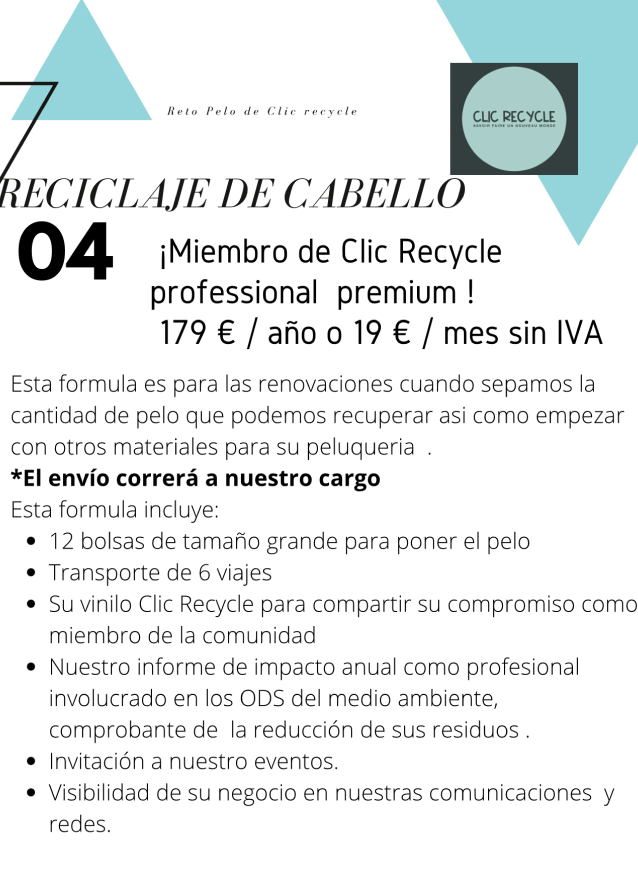 Reto Pelo de Clic recycle
CLIC RECYCLE
SAVOIR FAIRE UN NOUVEAU MONDE
RECICLAJE DE CABELLO
04
¡Miembro de Clic Recycle
professional premium !
179 € / año o 19 € / mes sin IVA
Esta formula es para las renovaciones cuando sepamos la
cantidad de pelo que podemos recuperar asi como empezar
con otros materiales para su peluqueria .
*El envío correrá a nuestro cargo
Esta formula incluye:
• 12 bolsas de tamaño grande para poner el pelo
• Transporte de 6 viajes
• Su vinilo Clic Recycle para compartir su compromiso como
miembro de la comunidad
• Nuestro informe de impacto anual como profesional
involucrado en los ODS del medio ambiente,
comprobante de la reducción de sus residuos .
• Invitación a nuestro eventos.
• Visibilidad de su negocio en nuestras comunicaciones y
redes.